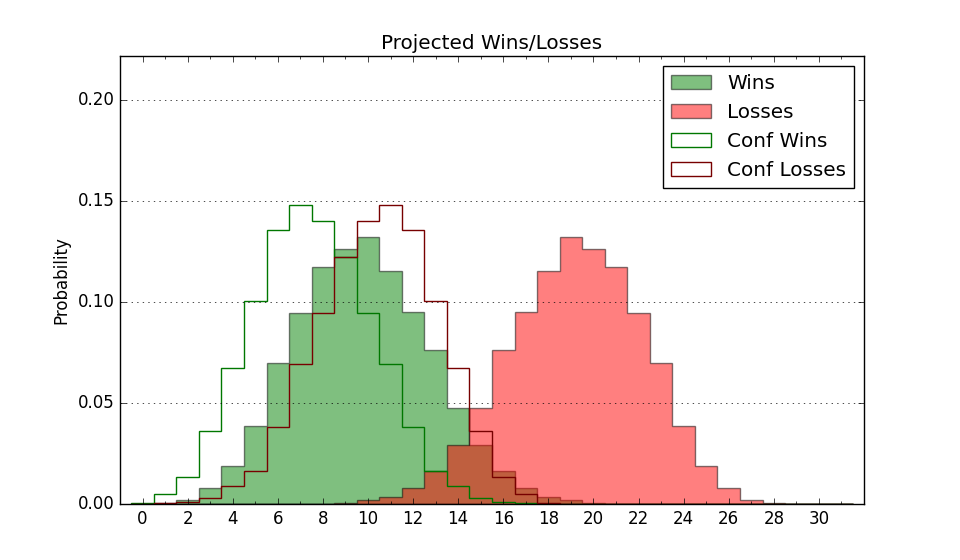 Projected Wins/Losses
Wins
Losses
Conf Wins
Conf Losses
Probability
0.20
0.15
0.10
0.05
0.00
0 2 4 6 8 10 12 14 16 18 20 22 24 26 28 30